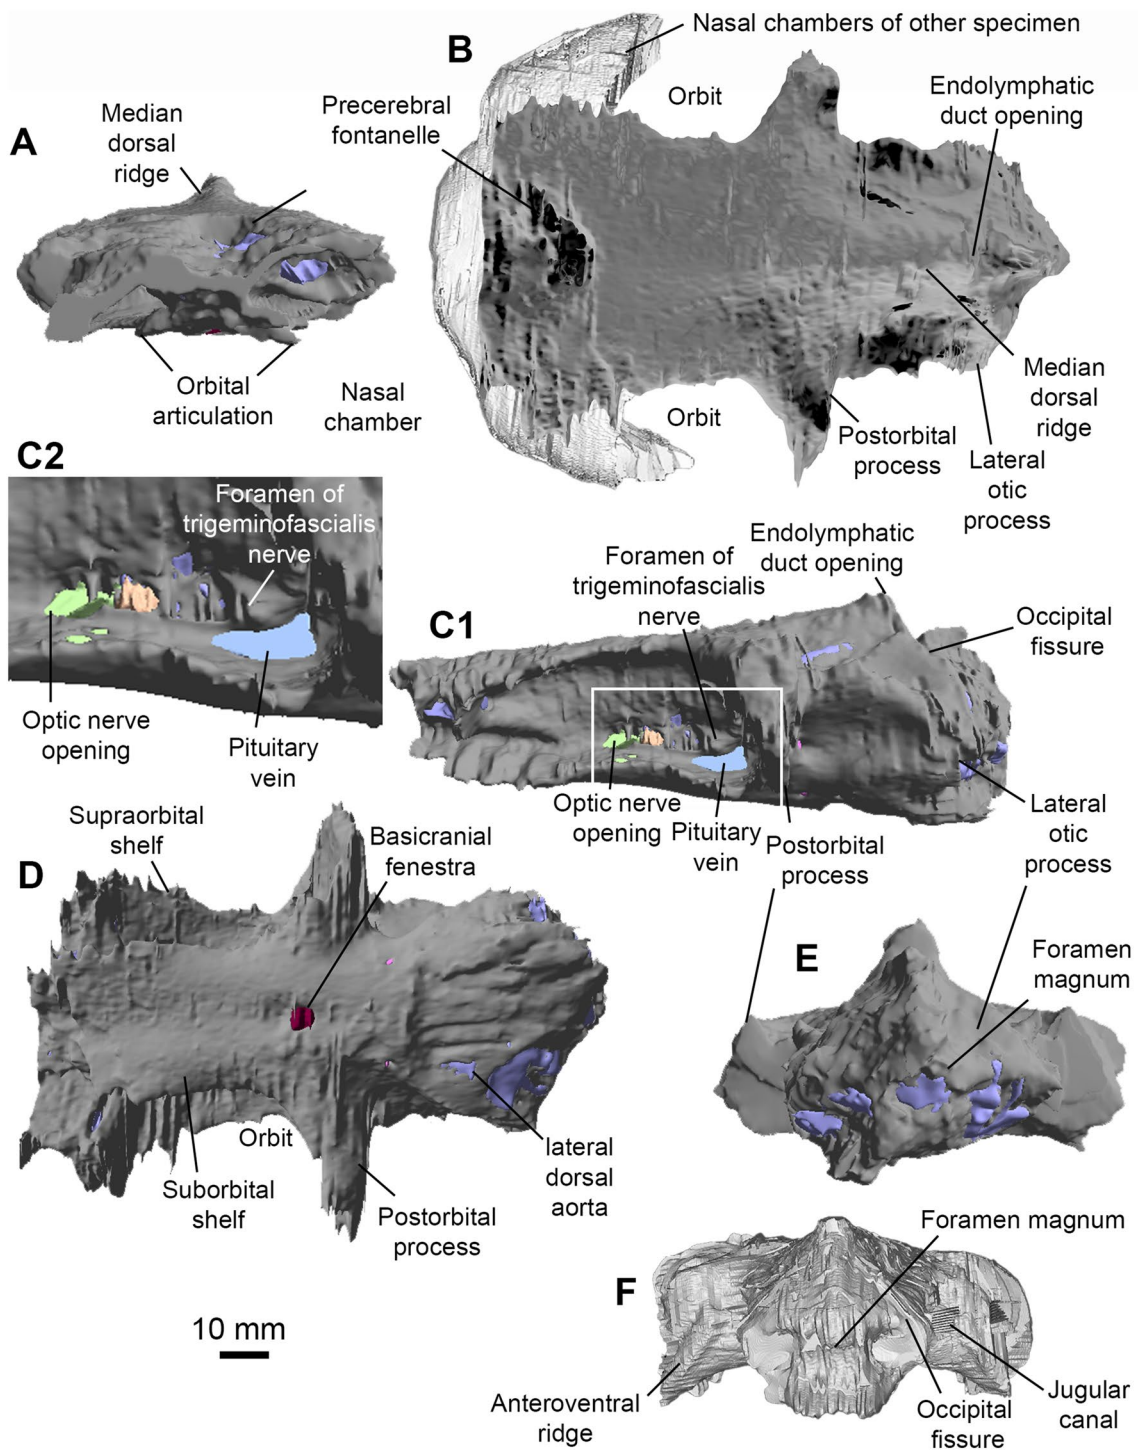 A
Median
dorsal
ridge
Precerebral
fontanelle
Orbital
articulation
Nasal
chamber
B
Nasal chambers of other specimen
Orbit
Endolymphatic
duct opening
Orbit
Postorbital
process
Median
dorsal
ridge
Lateral
otic
process
C2
Foramen of
trigeminofascialis
nerve
Optic nerve
opening
Pituitary
vein
C1
Foramen of
trigeminofascialis
nerve
Endolymphatic
duct opening
Occipital
fissure
Optic nerve
opening
Pituitary
vein
Postorbital
process
Lateral
otic
process
D
Supraorbital
shelf
Basicranial
fenestra
Orbit
Suborbital
shelf
Postorbital
process
lateral
dorsal
aorta
10 mm
E
Foramen
magnum
F
Foramen magnum
Anteroventral
ridge
Occipital
fissure
Jugular
canal